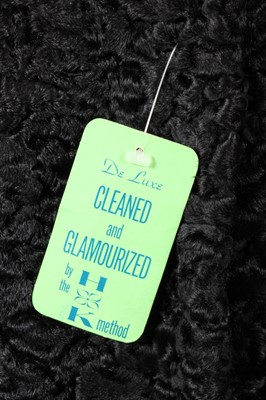 De Luxe
CLEANED
and
GLAMOURIZED
by
the
H
K
method